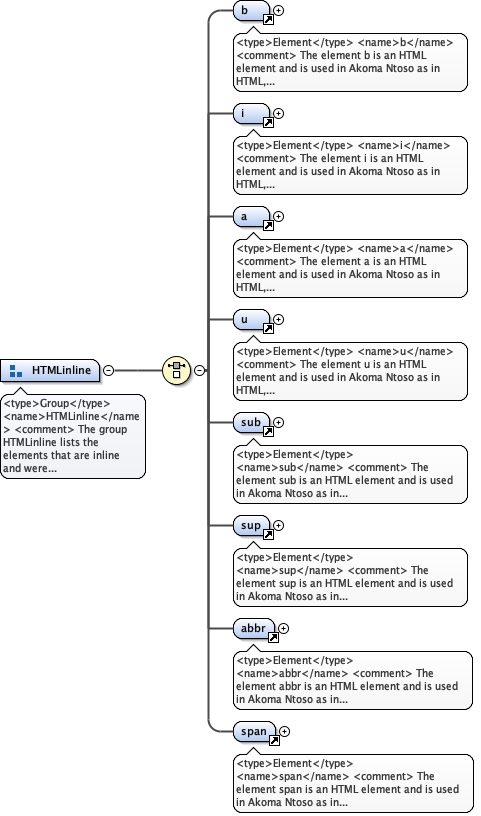 b
<type>Element</type> <name>b</name>
<comment> The element b is an HTML
element and is used in Akoma Ntoso as in
HTML,...
i
<type>Element</type> <name>i</name>
<comment> The element i is an HTML
element and is used in Akoma Ntoso as in
HTML,...
a
<type>Element</type> <name>a</name>
<comment> The element a is an HTML
element and is used in Akoma Ntoso as in
HTML,...
u
<type>Element</type> <name>u</name>
<comment> The element u is an HTML
element and is used in Akoma Ntoso as in
HTML,...
HTMLinline
<type>Group</type>
<name>HTMLinline</name
> <comment> The group
HTMLinline lists the
elements that are inline
and were...
sub
<type>Element</type>
<name>sub</name> <comment> The
element sub is an HTML element and is used
in Akoma Ntoso as in...
sup
<type>Element</type>
<name>sup</name> <comment> The
element sup is an HTML element and is used
in Akoma Ntoso as in...
abbr
<type>Element</type>
<name>abbr</name> <comment> The
element abbr is an HTML element and is used
in Akoma Ntoso as in...
span
<type>Element</type>
<name>span</name> <comment> The
element span is an HTML element and is used
in Akoma Ntoso as in...